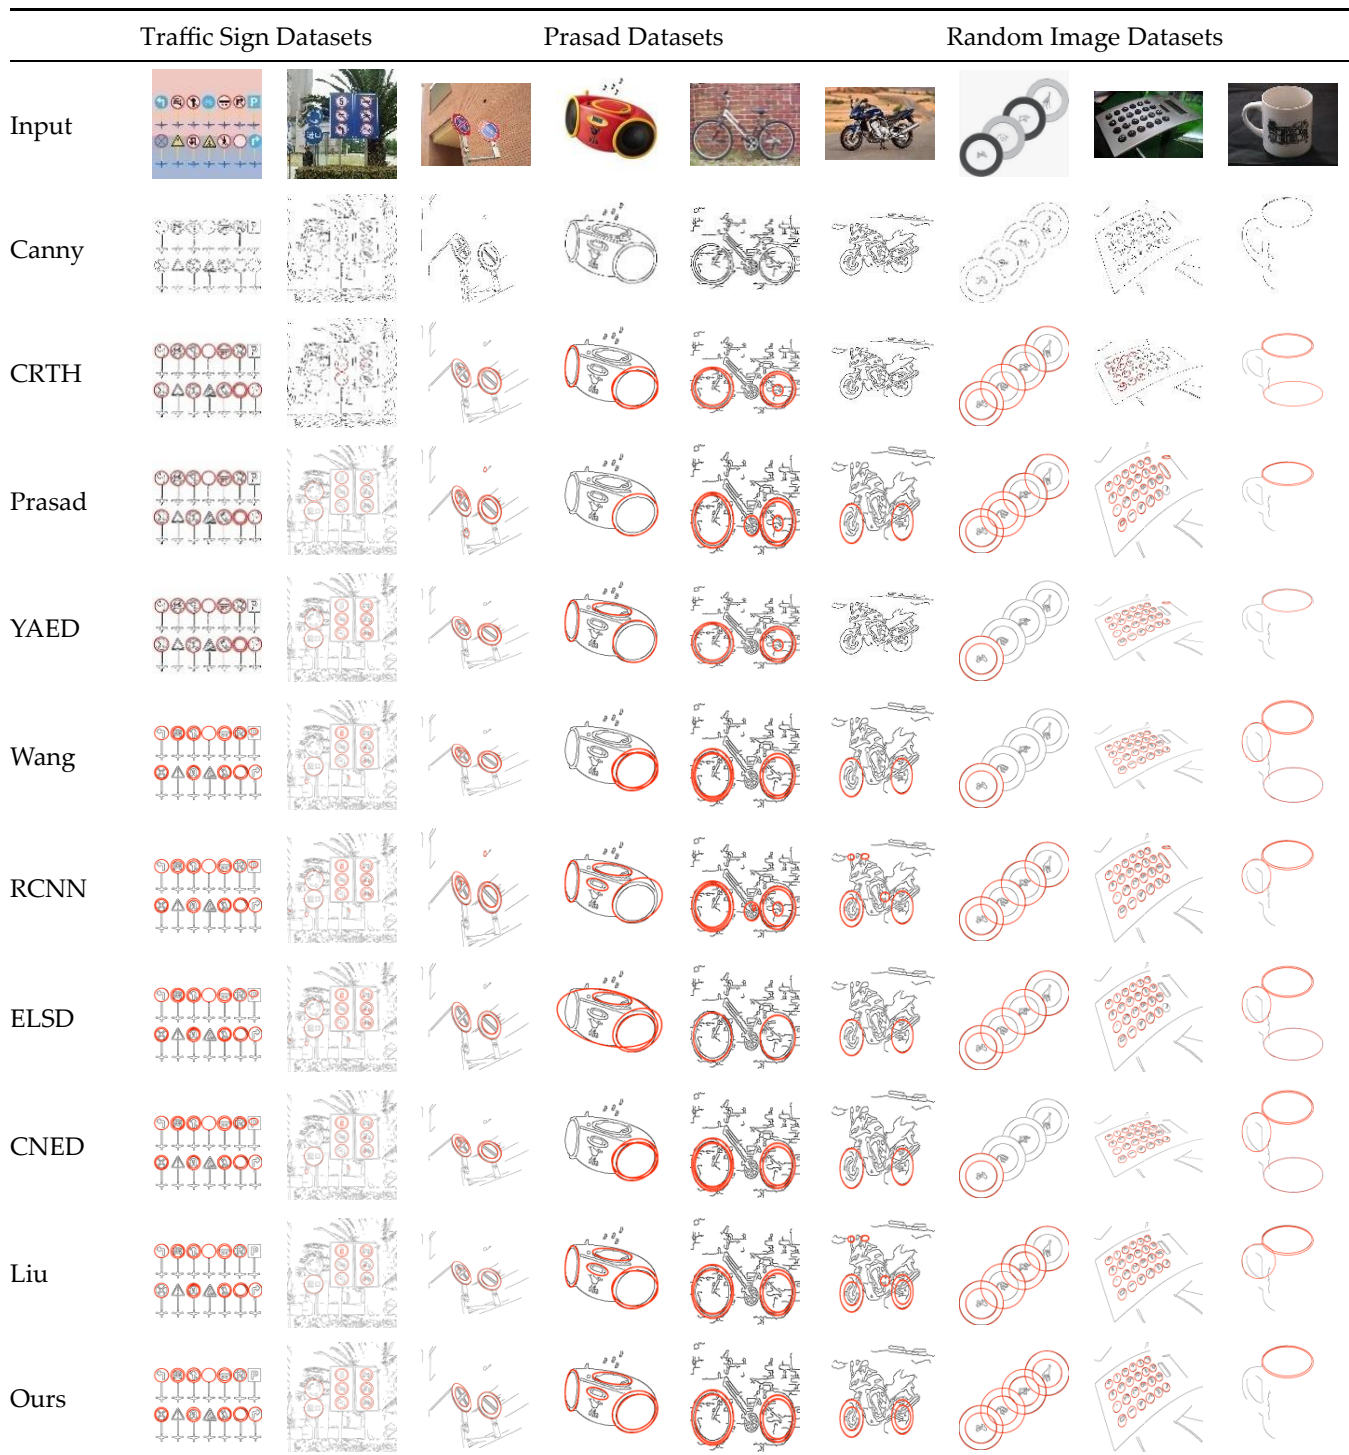 Traffic Sign Datasets Prasad Datasets Random Image Datasets
Input
Canny
CRTH
Prasad
YAED
Wang
RCNN
ELSD
CNED
Liu
Ours